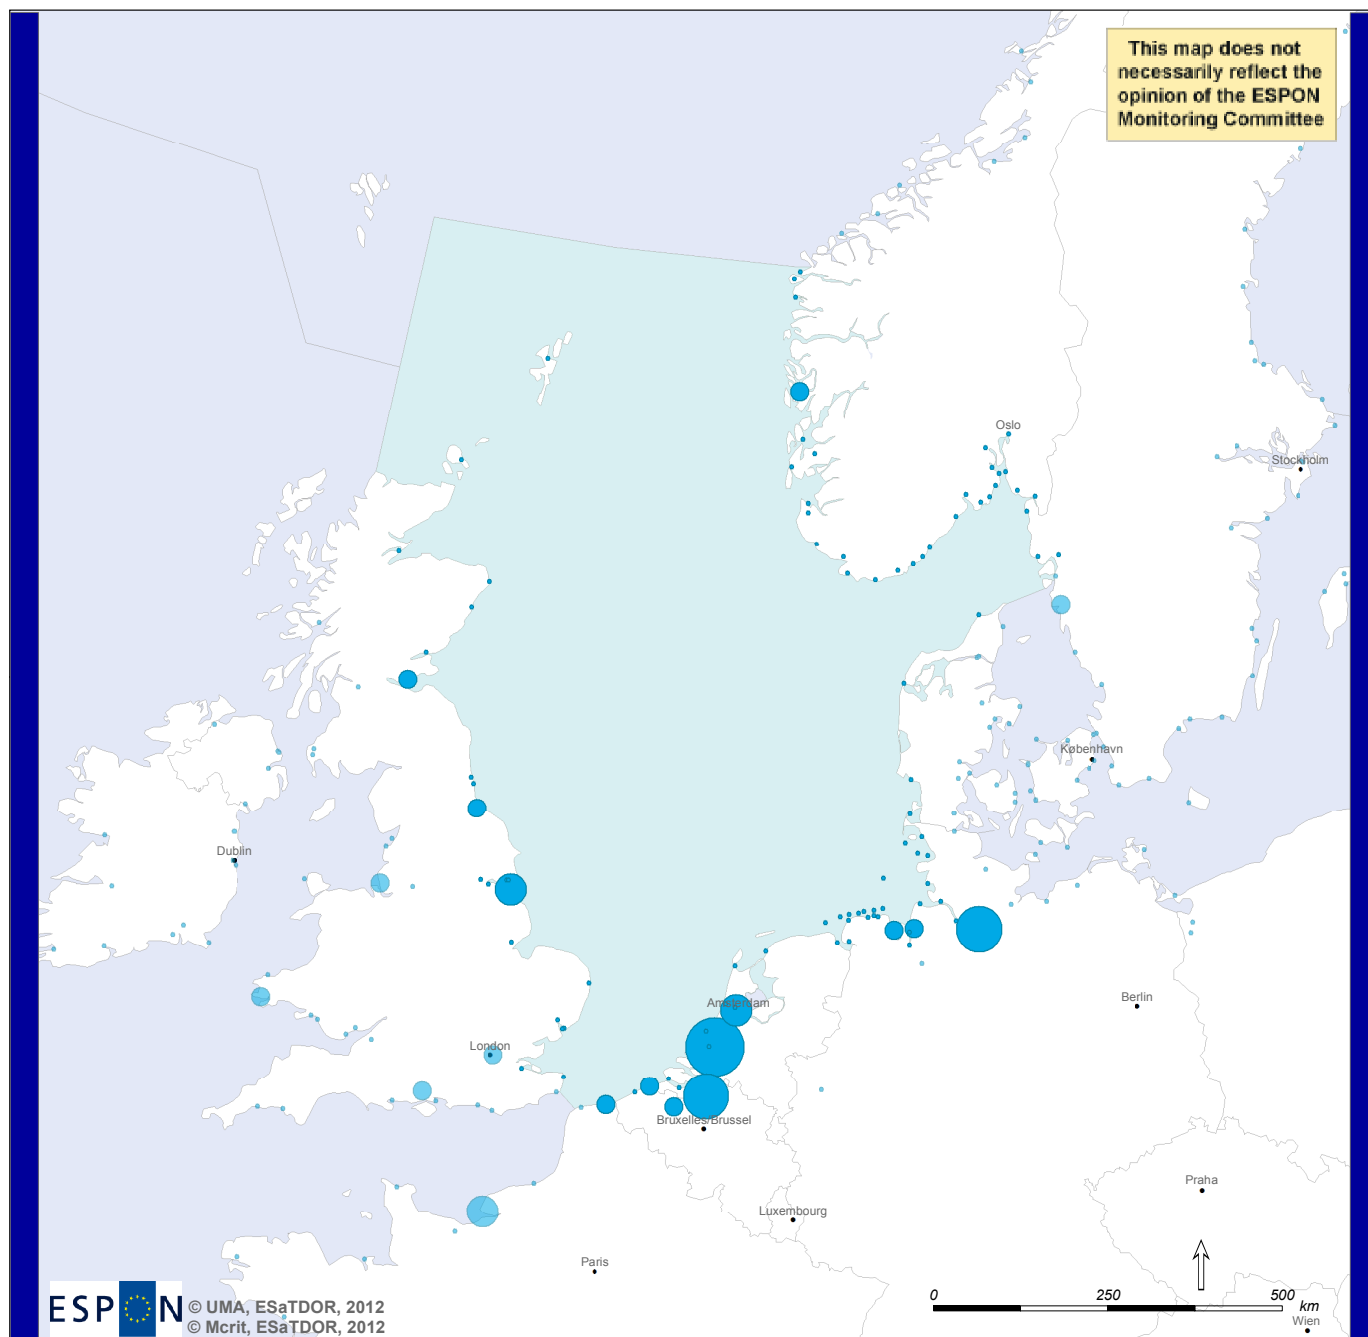 This map does not
necessarily reflect the
opinion of the ESPON
Monitoring Committee
Oslo
Stockholm
København
Dublin
Amsterdam
Berlin
London
Bruxelles/Brussel
Praha
Luxembourg
Paris
0 250 500
km
Wien
ESPON
© UMA, ESaTDOR, 2012
© Mcrit, ESaTDOR, 2012